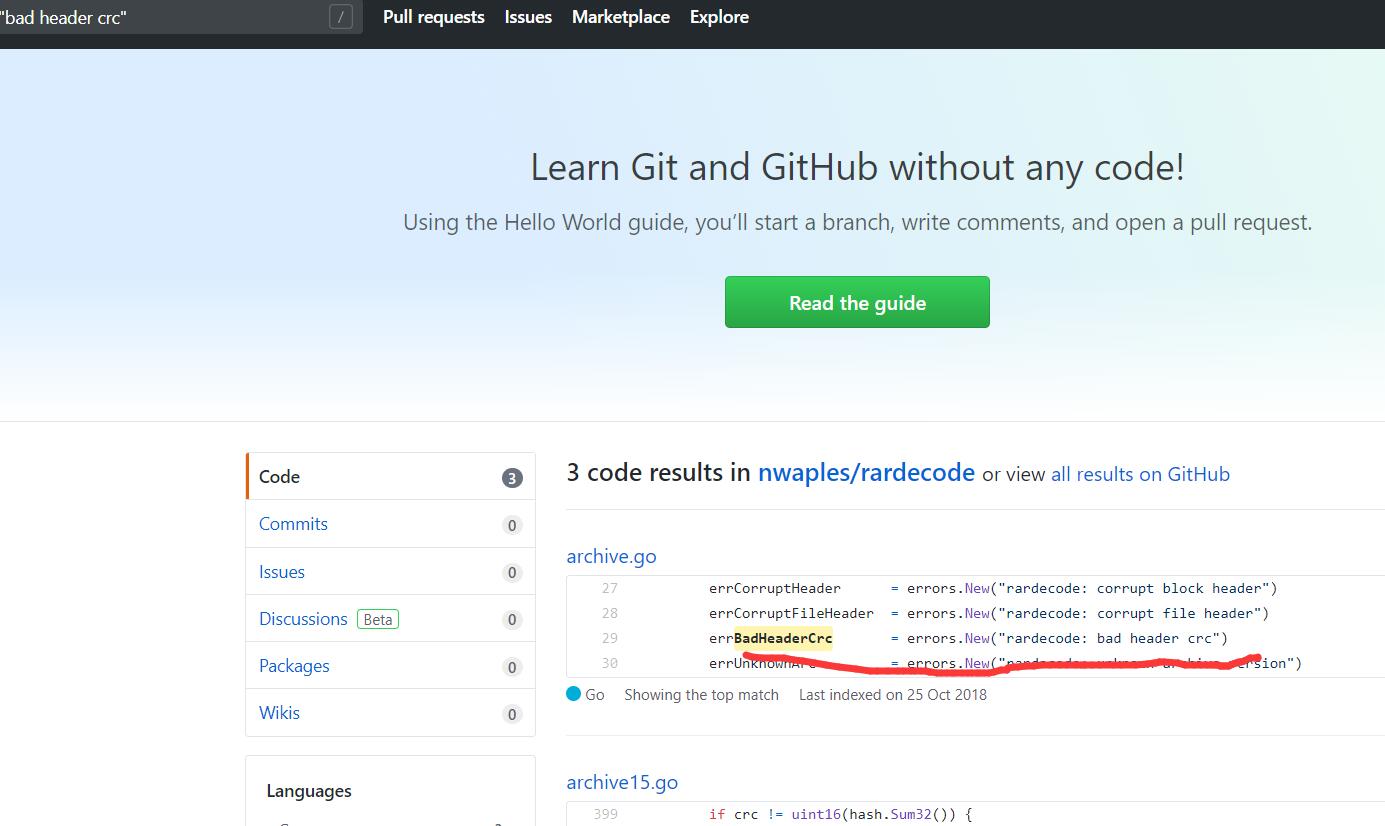 "bad header crc" / Pull requests Issues Marketplace Explore
Learn Git and GitHub without any code!
Using the Hello World guide, you’ll start a branch, write comments, and open a pull request.
Read the guide
Code 3
Commits 0
Issues 0
Discussions Beta 0
Packages 0
Wikis 0
Languages
3 code results in nwaples/rardecode or view all results on GitHub
archive.go
27 errCorruptHeader = errors.New("rardecode: corrupt block header")
28 errCorruptFileHeader = errors.New("rardecode: corrupt file header")
29 errBadHeaderCrc = errors.New("rardecode: bad header crc")
30 = errors.New("rardecode:
Go Showing the top match Last indexed on 25 Oct 2018
archive15.go
399 if crc != uint16(hash.Sum32()) {